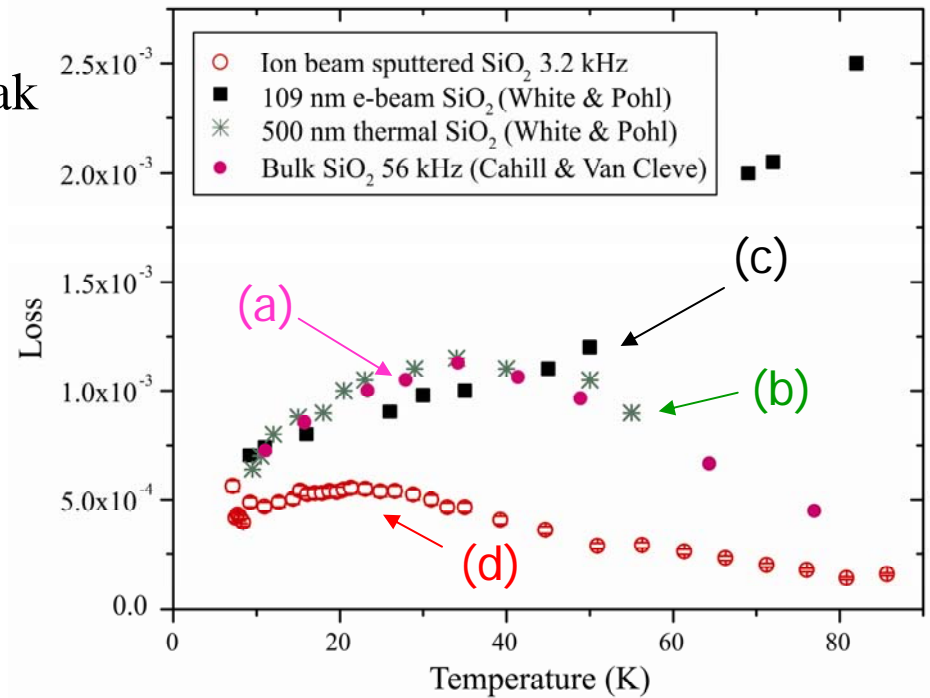 ak
Ion beam sputtered SiO₂ 3.2 kHz
109 nm e-beam SiO₂ (White & Pohl)
500 nm thermal SiO₂ (White & Pohl)
Bulk SiO₂ 56 kHz (Cahill & Van Cleve)
2.5x10⁻³
2.0x10⁻³
1.5x10⁻³
1.0x10⁻³
5.0x10⁻⁴
0.0
Loss
(a)
(c)
(b)
(d)
0
20
40
60
80
Temperature (K)